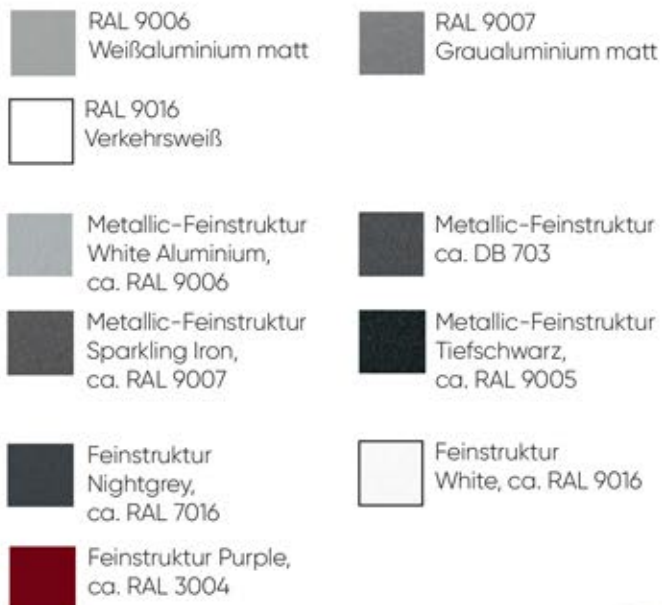 RAL 9006
Weißaluminium matt
RAL 9007
Graualuminium matt
RAL 9016
Verkehrsweiß
Metallic-Feinstruktur
White Aluminium,
ca. RAL 9006
Metallic-Feinstruktur
ca. DB 703
Metallic-Feinstruktur
Sparkling Iron,
ca. RAL 9007
Metallic-Feinstruktur
Tiefschwarz,
ca. RAL 9005
Feinstruktur
Nightgrey,
ca. RAL 7016
Feinstruktur
White, ca. RAL 9016
Feinstruktur Purple,
ca. RAL 3004